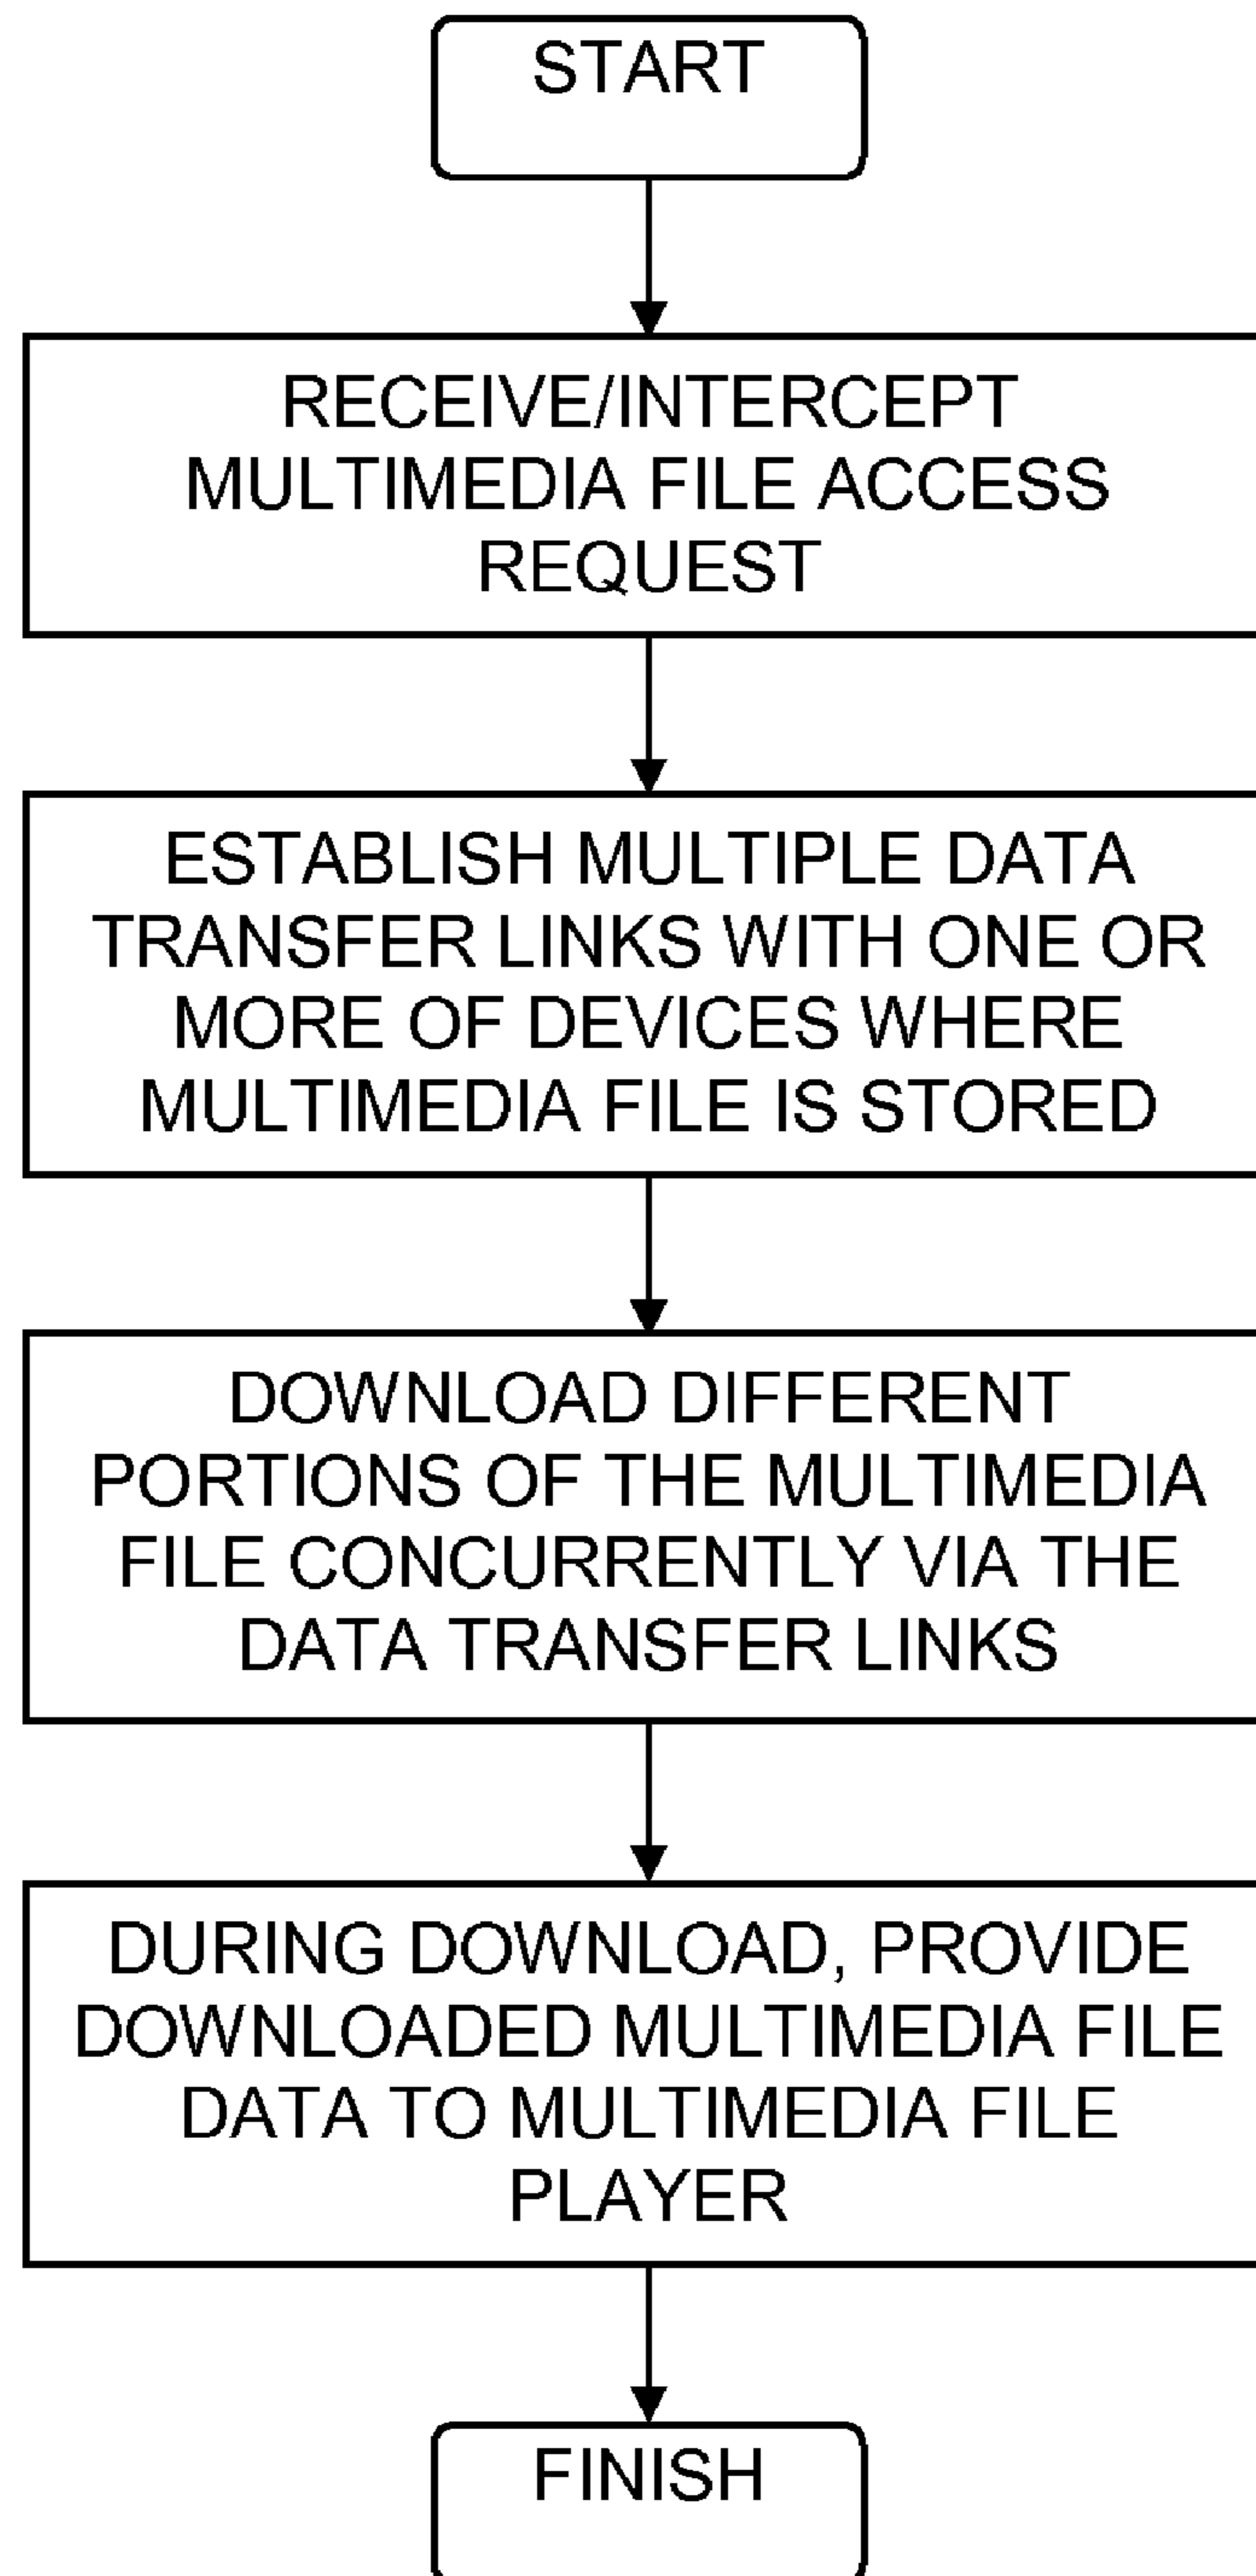 START
RECEIVE/INTERCEPT
MULTIMEDIA FILE ACCESS
REQUEST
ESTABLISH MULTIPLE DATA
TRANSFER LINKS WITH ONE OR
MORE OF DEVICES WHERE
MULTIMEDIA FILE IS STORED
DOWNLOAD DIFFERENT
PORTIONS OF THE MULTIMEDIA
FILE CONCURRENTLY VIA THE
DATA TRANSFER LINKS
DURING DOWNLOAD, PROVIDE
DOWNLOADED MULTIMEDIA FILE
DATA TO MULTIMEDIA FILE
PLAYER
FINISH